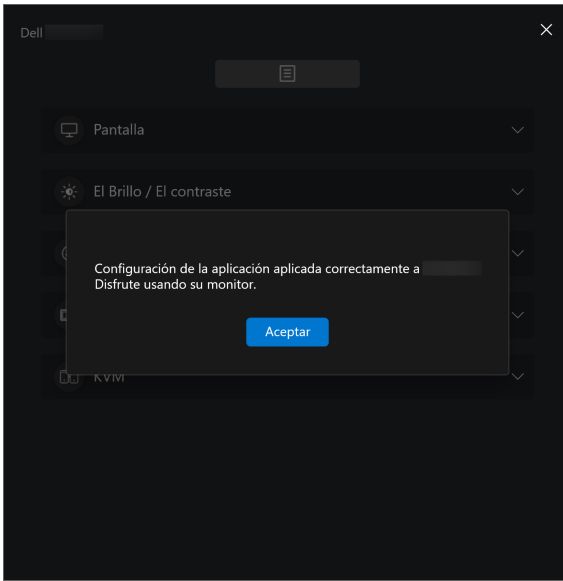 Dell
Pantalla
El Brillo / El contraste
Configuración de la aplicación aplicada correctamente a
Disfrute usando su monitor.
Aceptar
KVM